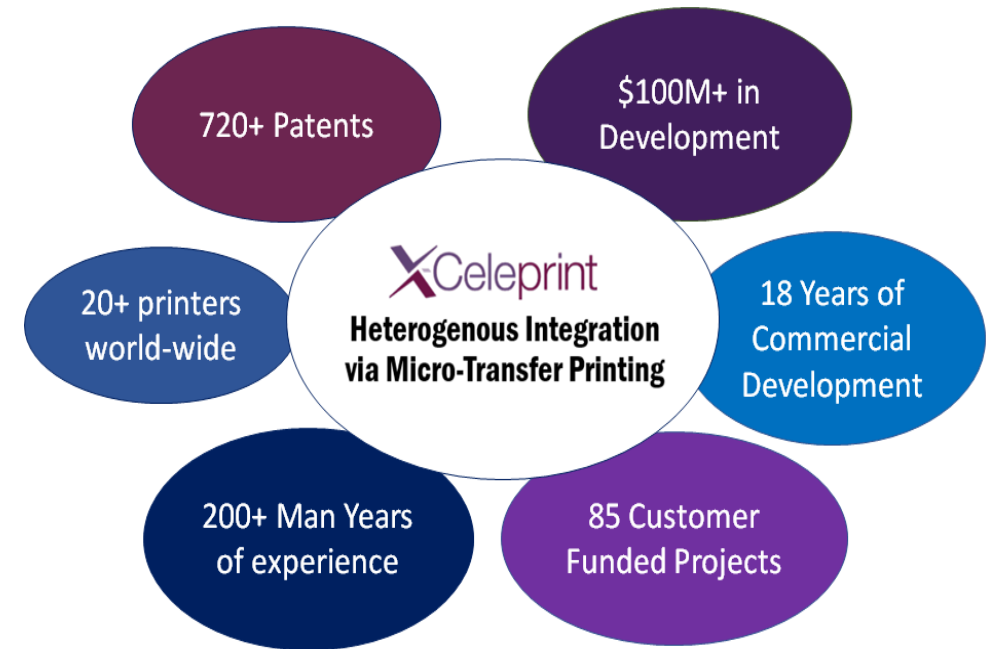 720+ Patents
$100M+ in
Development
20+ printers
world-wide
XCeleprint
Heterogenous Integration
via Micro-Transfer Printing
18 Years of
Commercial
Development
200+ Man Years
of experience
85 Customer
Funded Projects